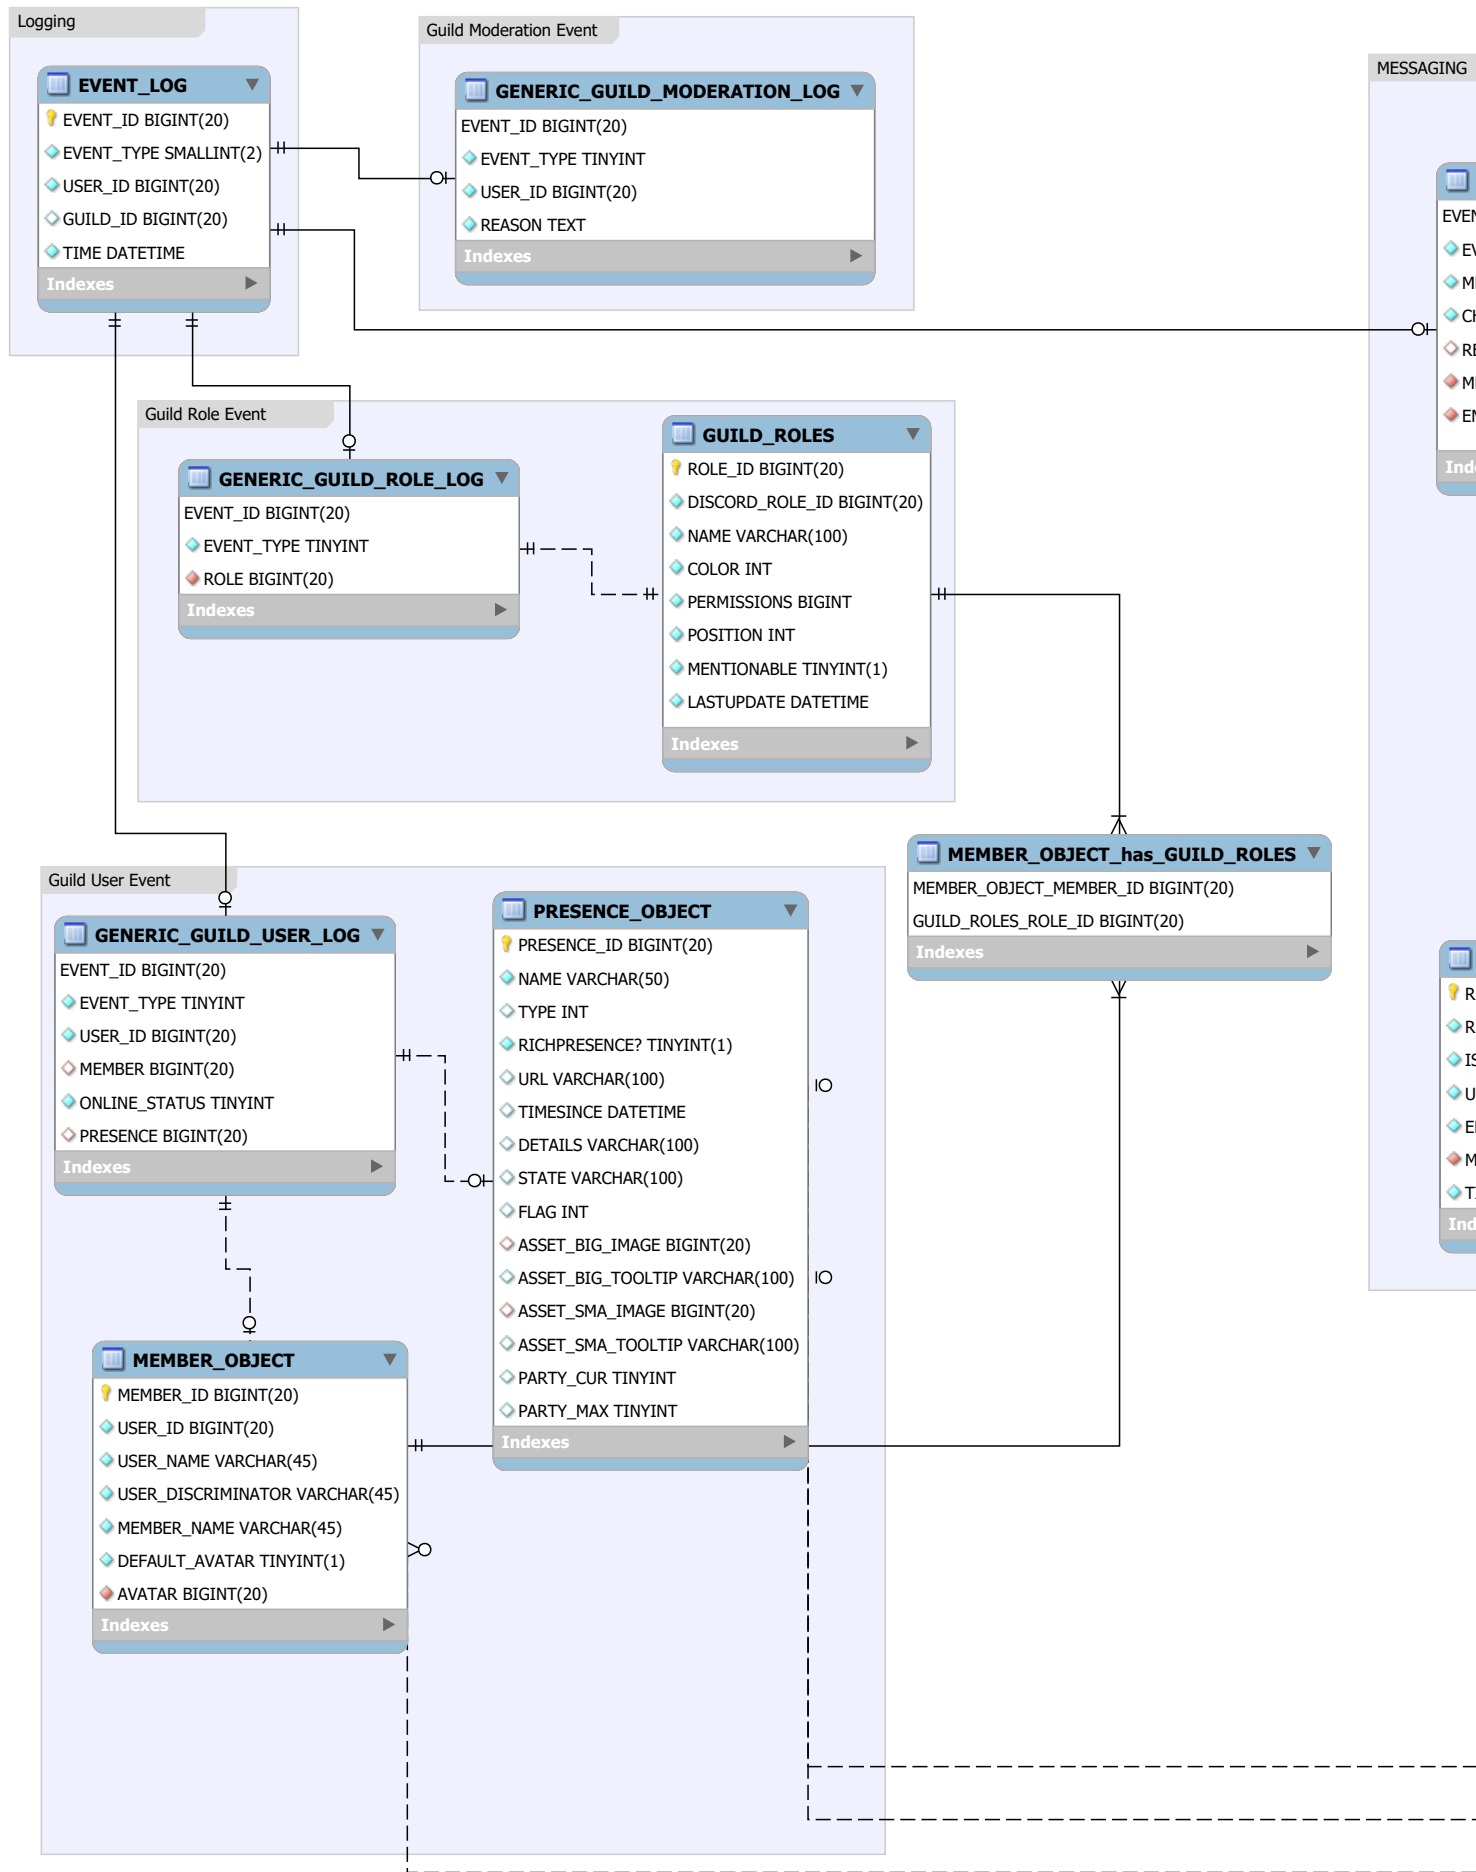 Logging
EVENT_LOG
EVENT_ID BIGINT(20)
EVENT_TYPE SMALLINT(2)
USER_ID BIGINT(20)
GUILD_ID BIGINT(20)
TIME DATETIME
Indexes
Guild Moderation Event
GENERIC_GUILD_MODERATION_LOG
EVENT_ID BIGINT(20)
EVENT_TYPE TINYINT
USER_ID BIGINT(20)
REASON TEXT
Indexes
MESSAGING
Guild Role Event
GENERIC_GUILD_ROLE_LOG
EVENT_ID BIGINT(20)
EVENT_TYPE TINYINT
ROLE BIGINT(20)
Indexes
GUILD_ROLES
ROLE_ID BIGINT(20)
DISCORD_ROLE_ID BIGINT(20)
NAME VARCHAR(100)
COLOR INT
PERMISSIONS BIGINT
POSITION INT
MENTIONABLE TINYINT(1)
LASTUPDATE DATETIME
Indexes
MEMBER_OBJECT_has_GUILD_ROLES
MEMBER_OBJECT_MEMBER_ID BIGINT(20)
GUILD_ROLES_ROLE_ID BIGINT(20)
Indexes
Guild User Event
GENERIC_GUILD_USER_LOG
EVENT_ID BIGINT(20)
EVENT_TYPE TINYINT
USER_ID BIGINT(20)
MEMBER BIGINT(20)
ONLINE_STATUS TINYINT
PRESENCE BIGINT(20)
Indexes
PRESENCE_OBJECT
PRESENCE_ID BIGINT(20)
NAME VARCHAR(50)
TYPE INT
RICHPRESENCE? TINYINT(1)
URL VARCHAR(100)
TIMESINCE DATETIME
DETAILS VARCHAR(100)
STATE VARCHAR(100)
FLAG INT
ASSET_BIG_IMAGE BIGINT(20)
ASSET_BIG_TOOLTIP VARCHAR(100)
ASSET_SMA_IMAGE BIGINT(20)
ASSET_SMA_TOOLTIP VARCHAR(100)
PARTY_CUR TINYINT
PARTY_MAX TINYINT
Indexes
MEMBER_OBJECT
MEMBER_ID BIGINT(20)
USER_ID BIGINT(20)
USER_NAME VARCHAR(45)
USER_DISCRIMINATOR VARCHAR(45)
MEMBER_NAME VARCHAR(45)
DEFAULT_AVATAR TINYINT(1)
AVATAR BIGINT(20)
Indexes